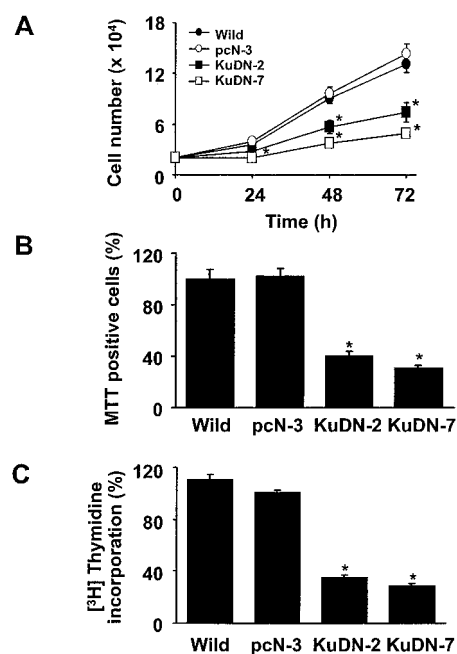 A
Cell number (x 10⁴)
18
12
6
0
Wild
pcN-3
KuDN-2
KuDN-7
*
*
*
*
*
0
24
48
72
Time (h)
B
MTT positive cells (%)
120
80
40
0
*
*
Wild pcN-3 KuDN-2 KuDN-7
C
[³H] Thymidine
incorporation (%)
120
80
40
0
*
*
Wild pcN-3 KuDN-2 KuDN-7